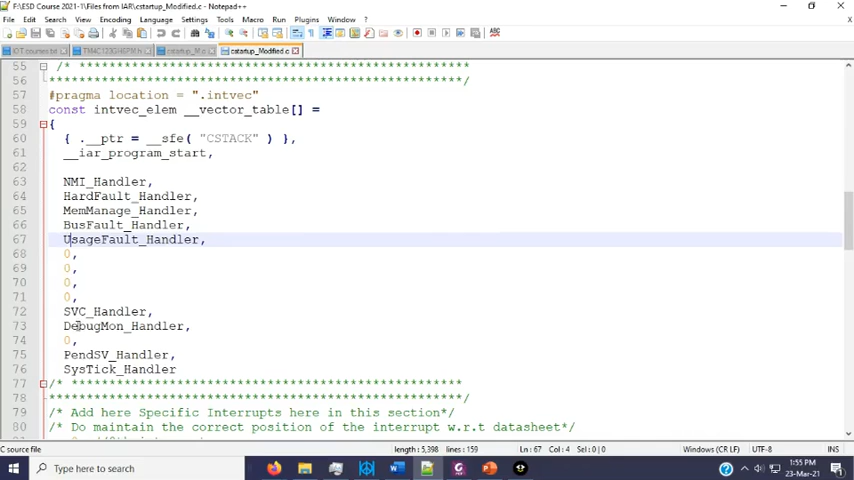 F:\ESD Course 2021-1\Files from IAR\cstartup_Modified.c - Notepad++
File Edit Search View Encoding Language Settings Tools Macro Run Plugins Window ?
IOT courses.txt TM4C123GH6PM.h cstartup_M.c cstartup_Modified.c
55 /* ************************************************
56 ***************************************************/
57 #pragma location = ".intvec"
58 const intvec_elem __vector_table[] =
59 {
60 { .__ptr = __sfe( "CSTACK" ) },
61 __iar_program_start,
62
63 NMI_Handler,
64 HardFault_Handler,
65 MemManage_Handler,
66 BusFault_Handler,
67 UsageFault_Handler,
68 0,
69 0,
70 0,
71 0,
72 SVC_Handler,
73 DebugMon_Handler,
74 0,
75 PendSV_Handler,
76 SysTick_Handler
77 /* ************************************************
78 ***************************************************/
79 /* Add here Specific Interrupts here in this section*/
80 /* Do maintain the correct position of the interrupt w.r.t datasheet*/
C source file length : 5,398 lines : 159 Ln : 67 Col : 4 Sel : 0 | 0 Windows (CR LF) UTF-8 INS
Type here to search
1:55 PM
23-Mar-21